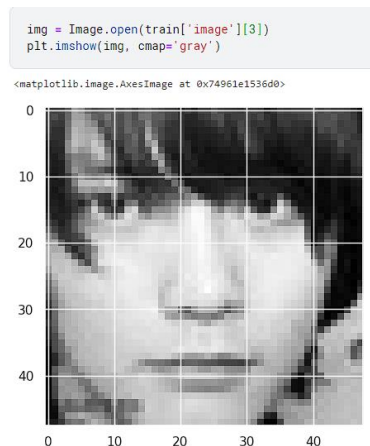 img = Image.open(train['image'][3])
plt.imshow(img, cmap='gray')
<matplotlib.image.AxesImage at 0x74961e1536d0>
0
10
20
30
40
0 10 20 30 40